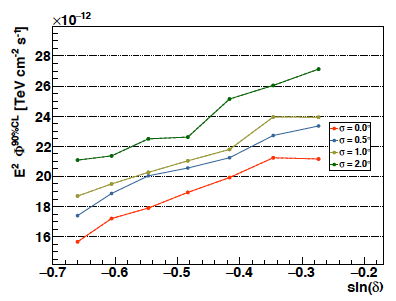 ×10⁻¹²
E² Φ⁹⁰%CL [TeV cm⁻² s⁻¹]
28
26
24
22
20
18
16
σ = 0.0°
σ = 0.5°
σ = 1.0°
σ = 2.0°
−0.7 −0.6 −0.5 −0.4 −0.3 −0.2
sin(δ)